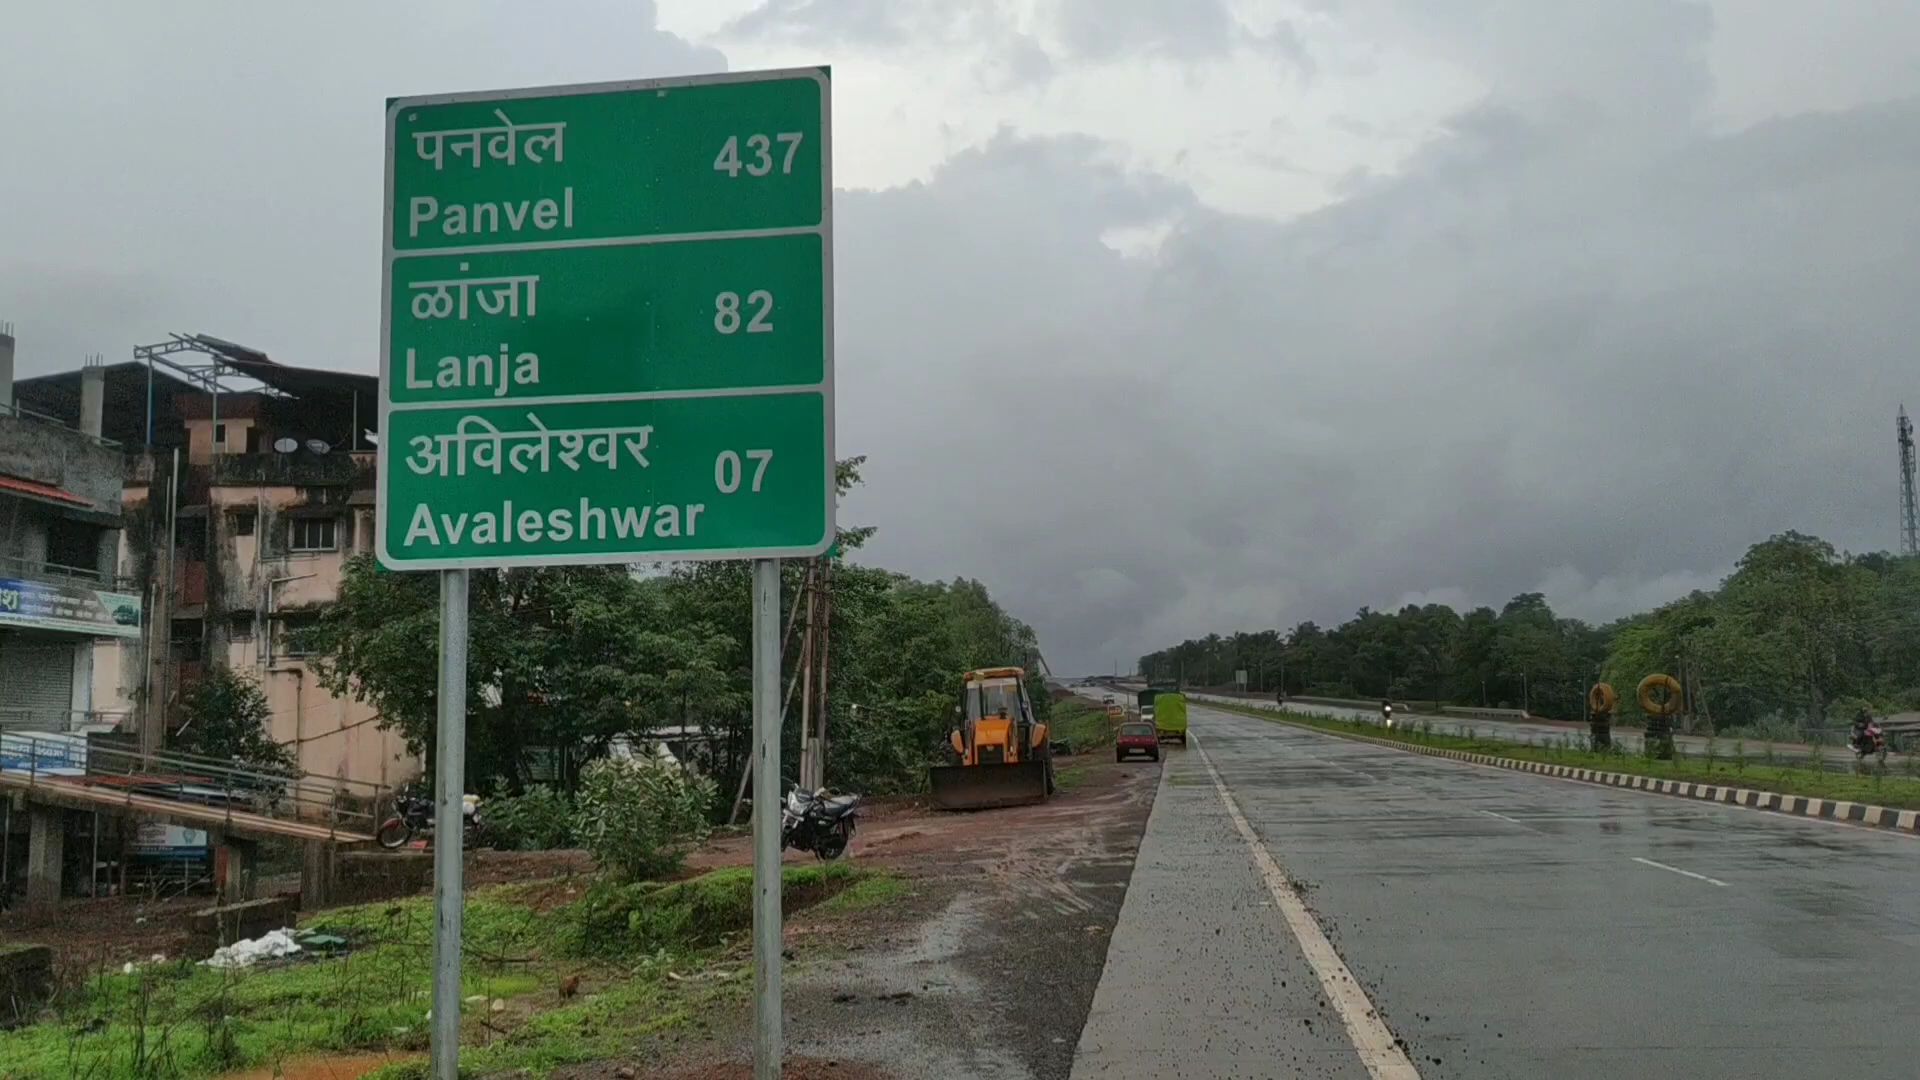 पनवेल 437
Panvel
ळांजा 82
Lanja
अविलेश्वर 07
Avaleshwar